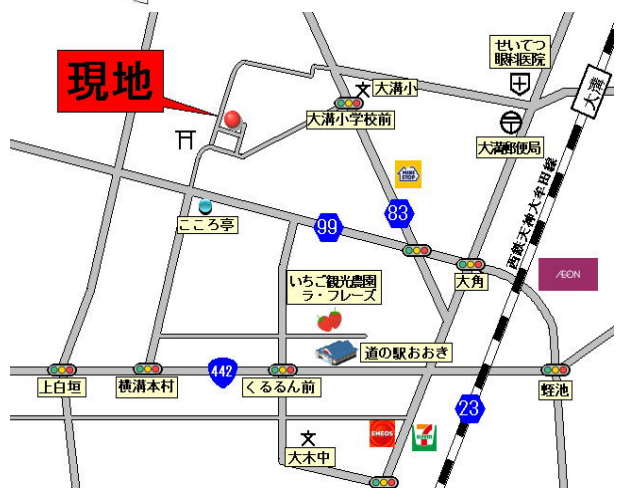 せいてつ
眼科医院
現地
大溝小
大溝
大溝小学校前
大溝郵便局
西鉄天神大牟田線
MINI
STOP
こころ亭
99
83
大角
ÆON
いちご観光農園
ラ・フレーズ
道の駅おおき
上白垣
横溝本村
442
くるるん前
蛭池
23
ENEOS
大木中